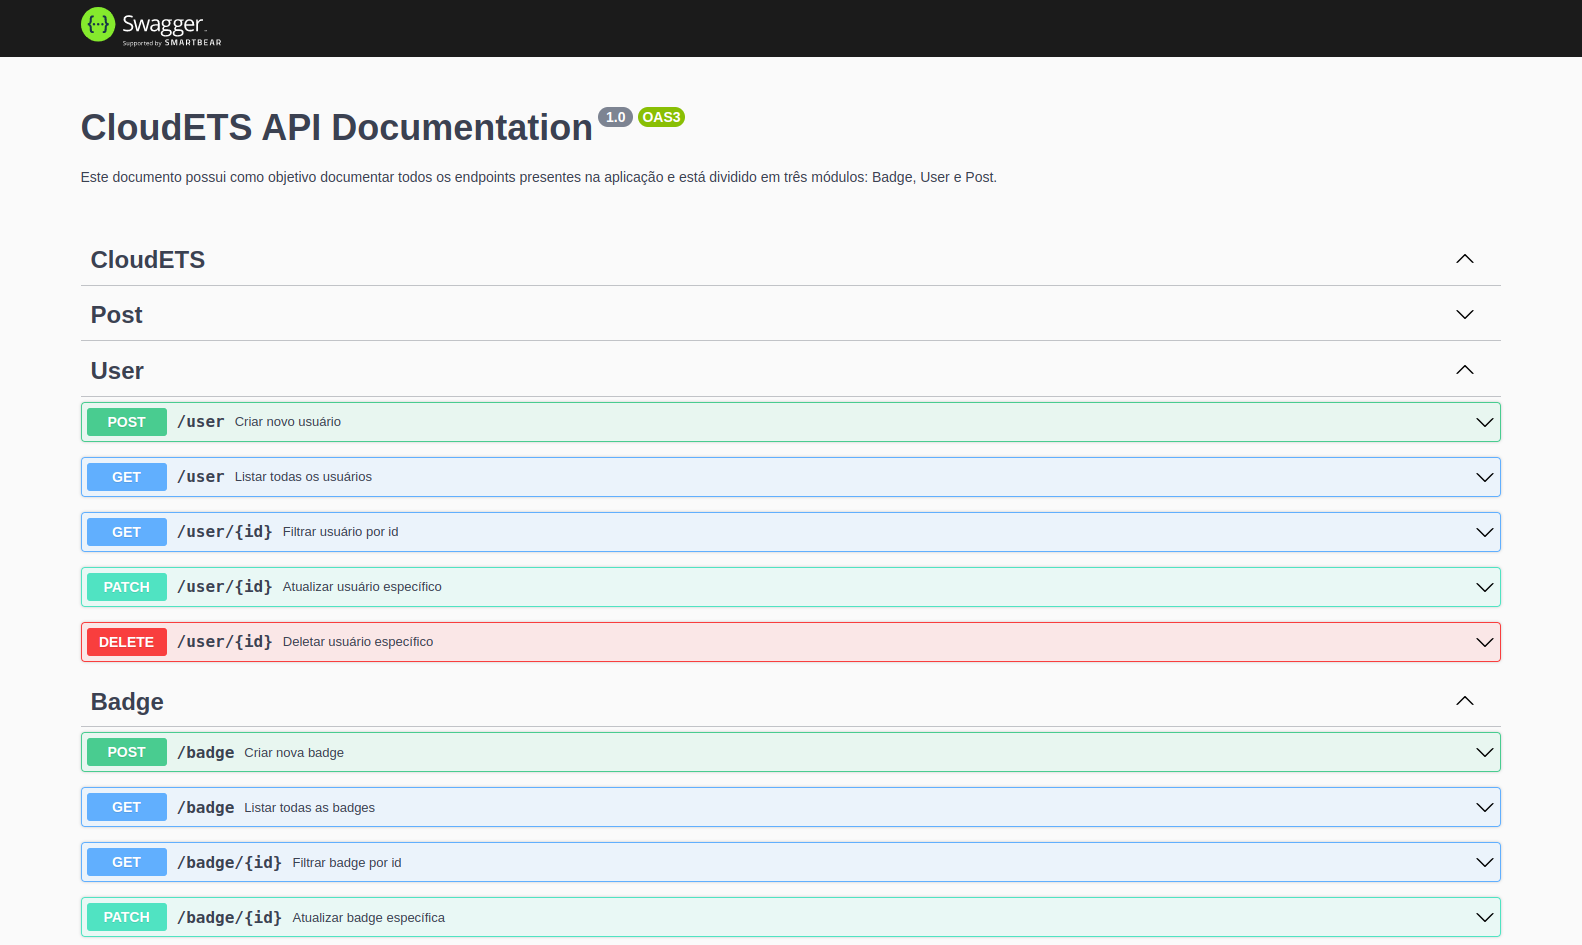 Swagger
Supported by SMARTBEAR
CloudETS API Documentation 1.0 OAS3
Este documento possui como objetivo documentar todos os endpoints presentes na aplicação e está dividido em três módulos: Badge, User e Post.
CloudETS
Post
User
POST /user Criar novo usuário
GET /user Listar todas os usuários
GET /user/{id} Filtrar usuário por id
PATCH /user/{id} Atualizar usuário específico
DELETE /user/{id} Deletar usuário específico
Badge
POST /badge Criar nova badge
GET /badge Listar todas as badges
GET /badge/{id} Filtrar badge por id
PATCH /badge/{id} Atualizar badge específica